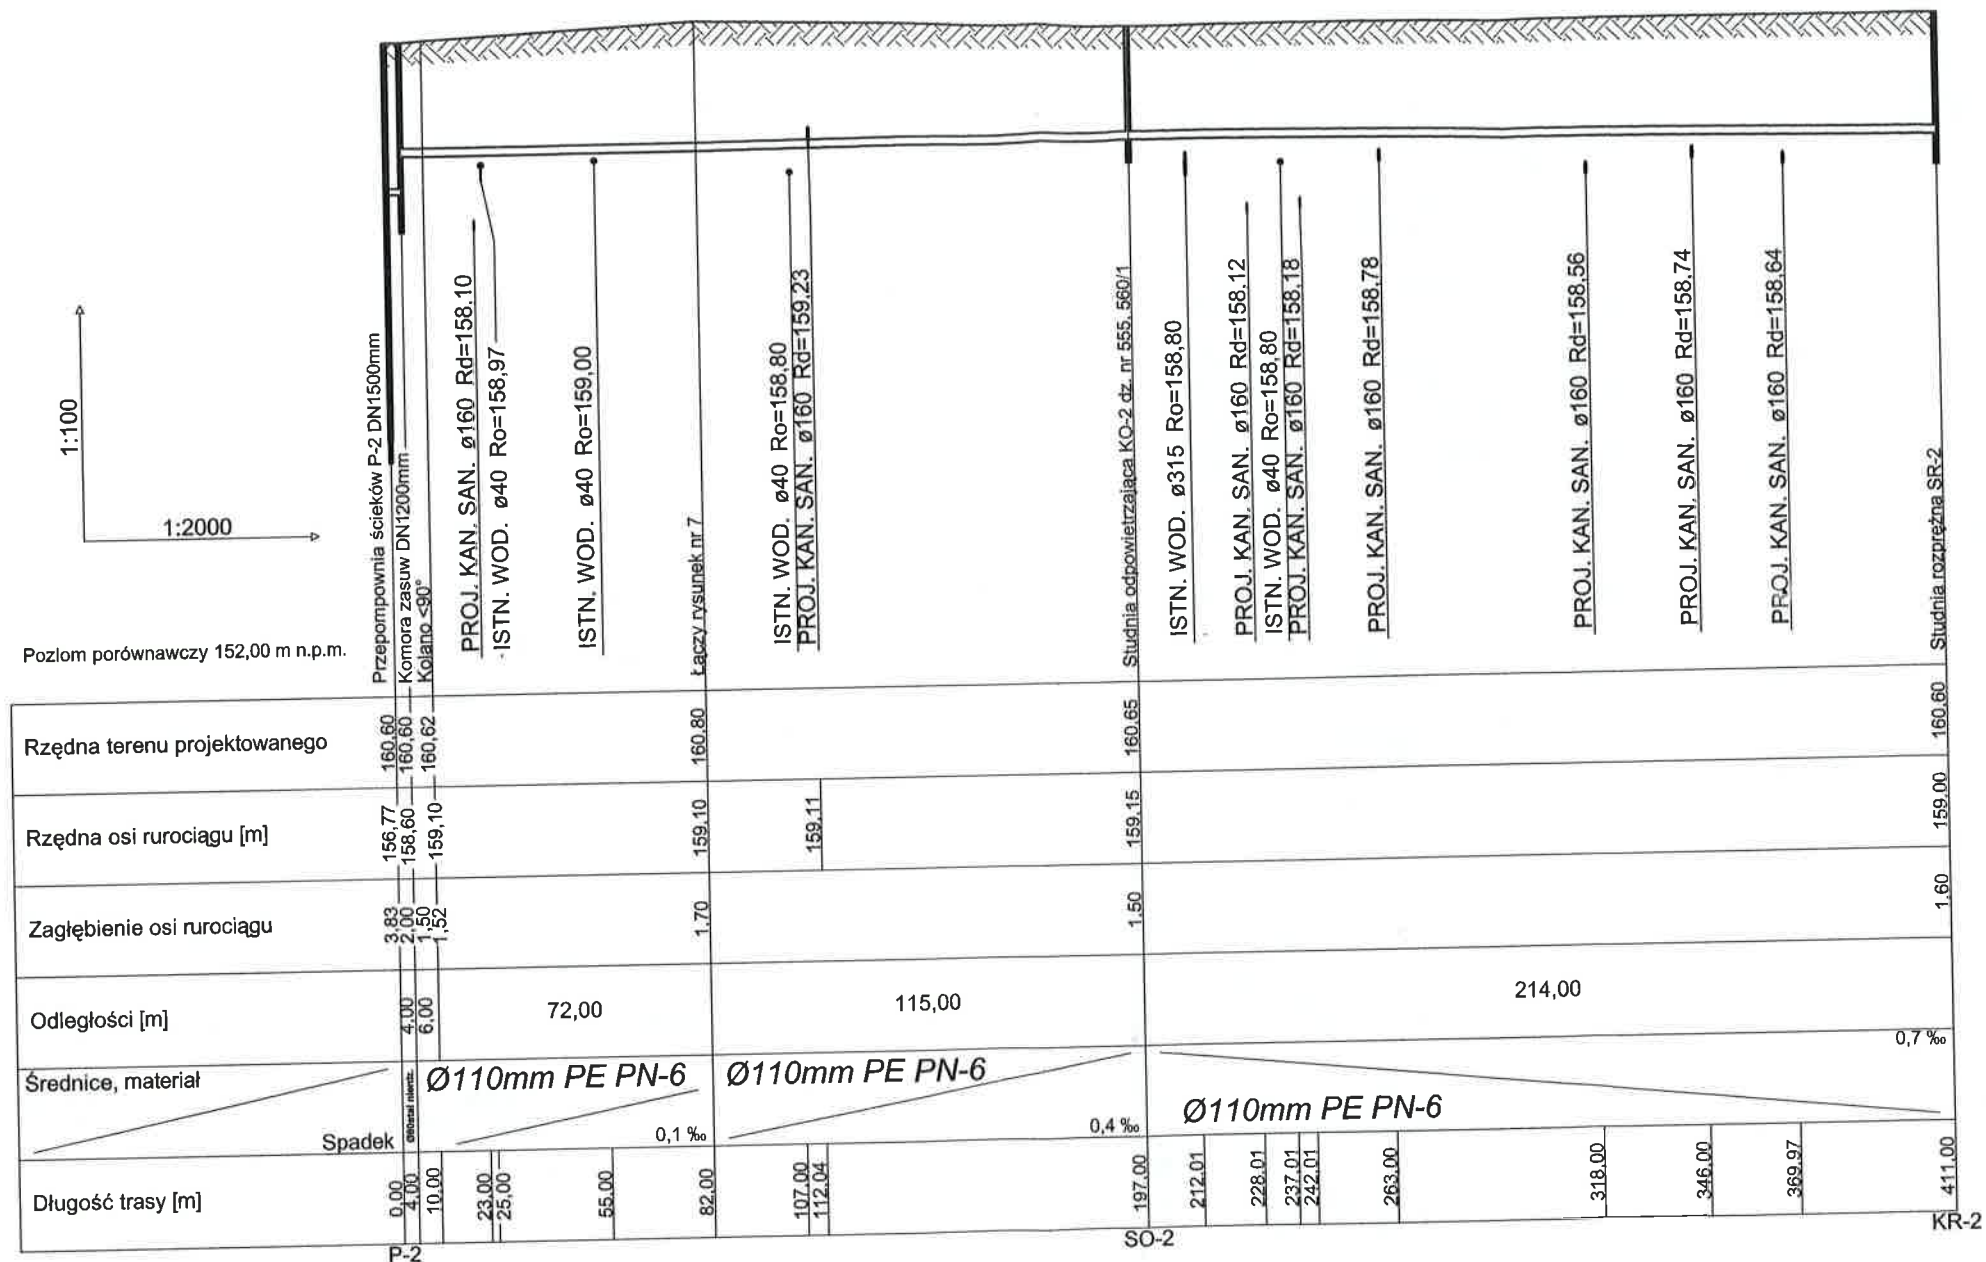 1:100
1:2000
Poziom porównawczy 152,00 m n.p.m.
Przepompownia ścieków P-2 DN1500mm
Komora zasuw DN1200mm
Kolano <90°
PROJ. KAN. SAN. ø160 Rd=158.10
ISTN. WOD. ø40 Ro=158,97
ISTN. WOD. ø40 Ro=159,00
Łączy rysunek nr 7
ISTN. WOD. ø40 Ro=158,80
PROJ. KAN. SAN. ø160 Rd=159.23
Studnia odpowietrzająca KO-2 dz. nr 555, 560/1
ISTN. WOD. ø315 Ro=158,80
PROJ. KAN. SAN. ø160 Rd=158.12
ISTN. WOD. ø40 Ro=158,80
PROJ. KAN. SAN. ø160 Rd=158.18
PROJ. KAN. SAN. ø160 Rd=158,78
PROJ. KAN. SAN. ø160 Rd=158,56
PROJ. KAN. SAN. ø160 Rd=158,74
PROJ. KAN. SAN. ø160 Rd=158,64
Studnia rozprężna SR-2
Rzędna terenu projektowanego
160,60
160,60
160,62
160,80
160,65
160,60
Rzędna osi rurociągu [m]
156,77
158,60
159,10
159,10
159,11
159,15
159,00
Zagłębienie osi rurociągu
3,83
2,00
1,50
1,52
1,70
1,50
1,60
Odległości [m]
4,00
6,00
72,00
115,00
214,00
Średnice, materiał
Spadek
Ø110mm PE PN-6
0,1 ‰
Ø110mm PE PN-6
0,4 ‰
Ø110mm PE PN-6
0,7 ‰
Długość trasy [m]
0,00
4,00
10,00
23,00
25,00
55,00
82,00
107,00
112,04
197,00
212,01
228,01
237,01
242,01
263,00
318,00
346,00
369,97
411,00
P-2
SO-2
KR-2